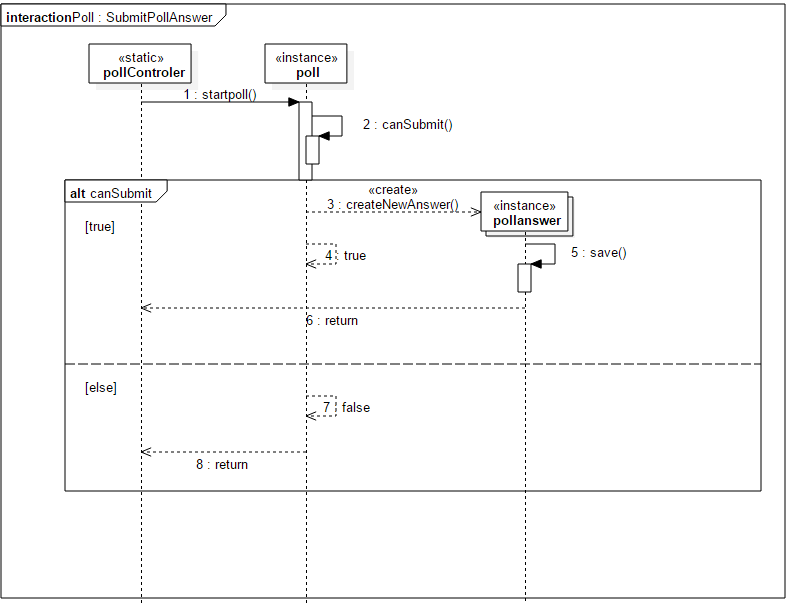 interactionPoll : SubmitPollAnswer
«static»
pollControler
«instance»
poll
1 : startpoll()
2 : canSubmit()
alt canSubmit
«create»
3 : createNewAnswer()
«instance»
pollanswer
[true]
4 : true
5 : save()
6 : return
[else]
7 : false
8 : return